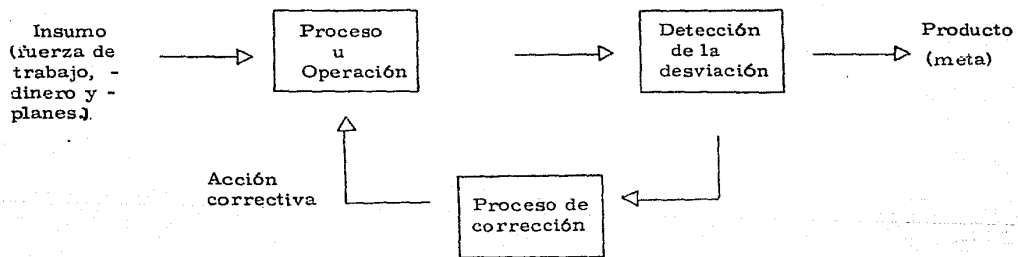 Insumo
(fuerza de
trabajo, -
dinero y -
planes).
Proceso
u
Operación
Detección
de la
desviación
Producto
(meta)
Acción
correctiva
Proceso de
corrección